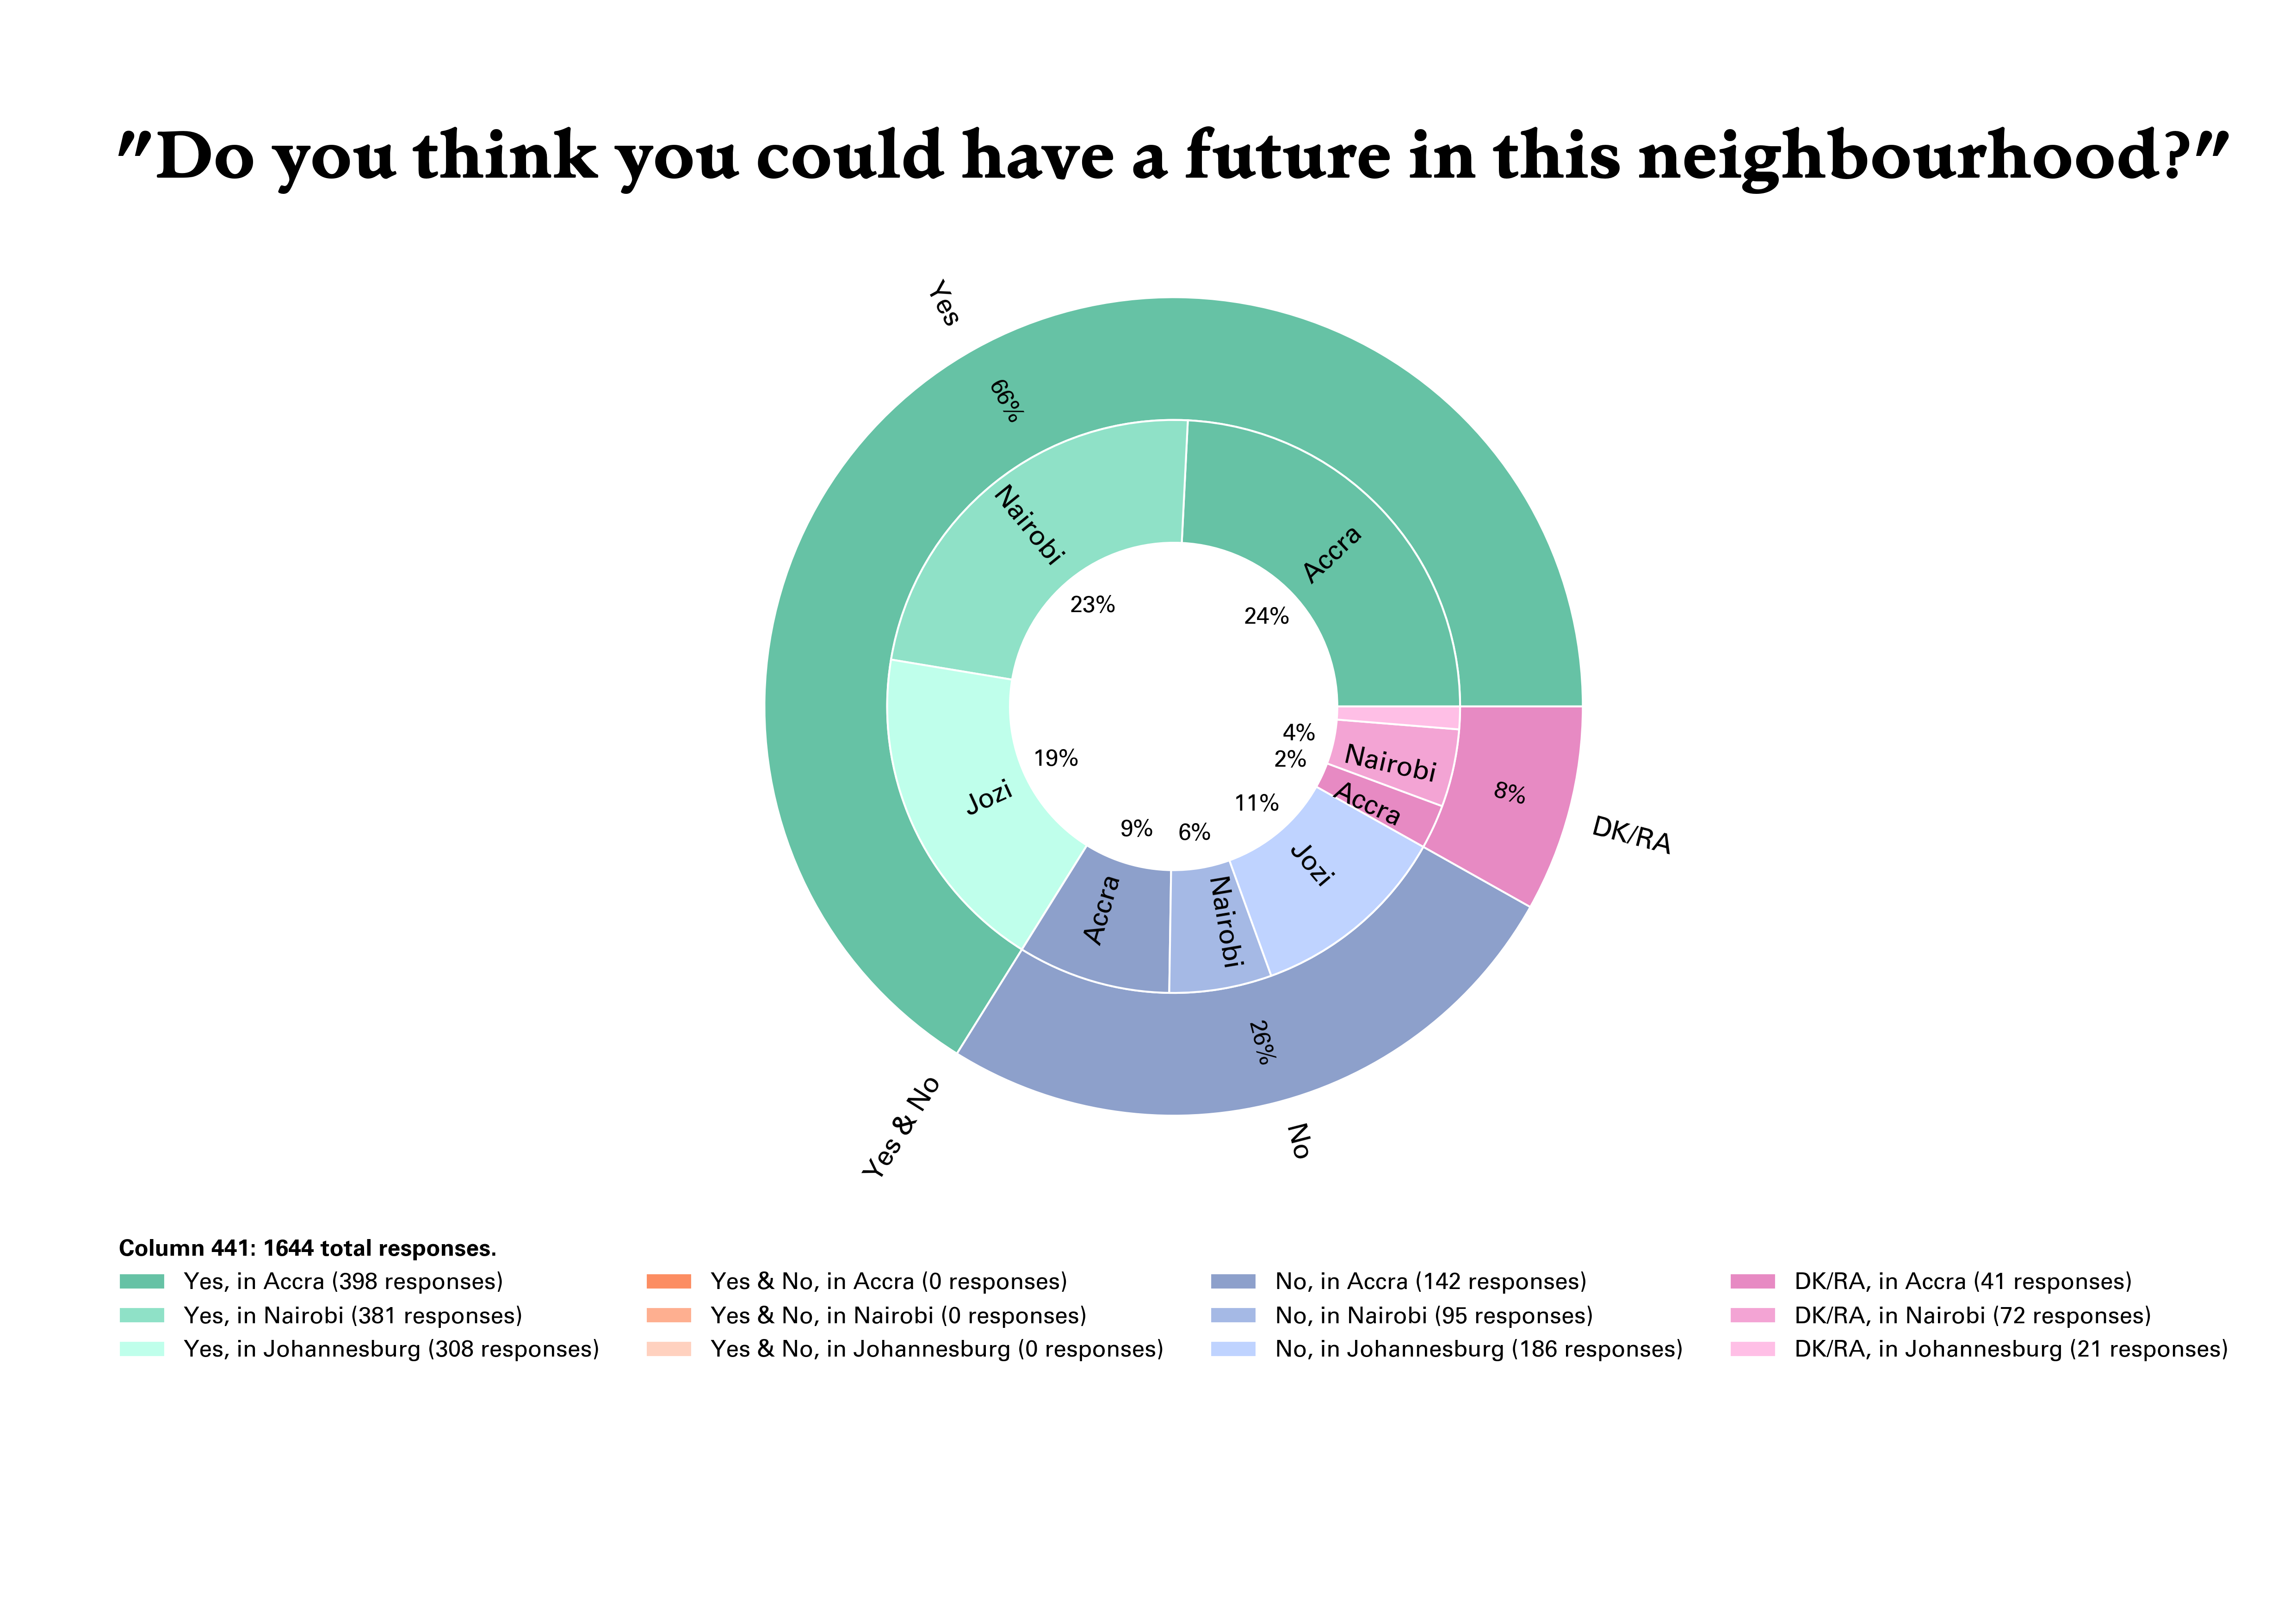 "Do you think you could have a future in this neighbourhood?"
Yes
66%
Nairobi
Accra
23%
24%
4%
Nairobi
2%
19%
8%
Jozi
Accra
11%
9%
6%
DK/RA
Jozi
Accra
Nairobi
26%
Yes & No
No
Column 441: 1644 total responses.
Yes, in Accra (398 responses)
Yes, in Nairobi (381 responses)
Yes, in Johannesburg (308 responses)
Yes & No, in Accra (0 responses)
Yes & No, in Nairobi (0 responses)
Yes & No, in Johannesburg (0 responses)
No, in Accra (142 responses)
No, in Nairobi (95 responses)
No, in Johannesburg (186 responses)
DK/RA, in Accra (41 responses)
DK/RA, in Nairobi (72 responses)
DK/RA, in Johannesburg (21 responses)